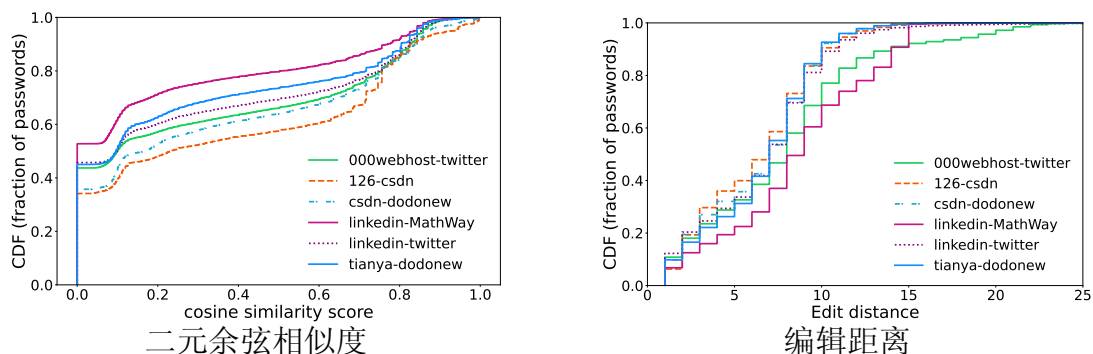 CDF (fraction of passwords)
1.0
0.8
0.6
0.4
0.2
0.0
000webhost-twitter
126-csdn
csdn-dodonew
linkedin-MathWay
linkedin-twitter
tianya-dodonew
0.0 0.2 0.4 0.6 0.8 1.0
cosine similarity score
二元余弦相似度
CDF (fraction of passwords)
1.0
0.8
0.6
0.4
0.2
0.0
000webhost-twitter
126-csdn
csdn-dodonew
linkedin-MathWay
linkedin-twitter
tianya-dodonew
0 5 10 15 20 25
Edit distance
编辑距离